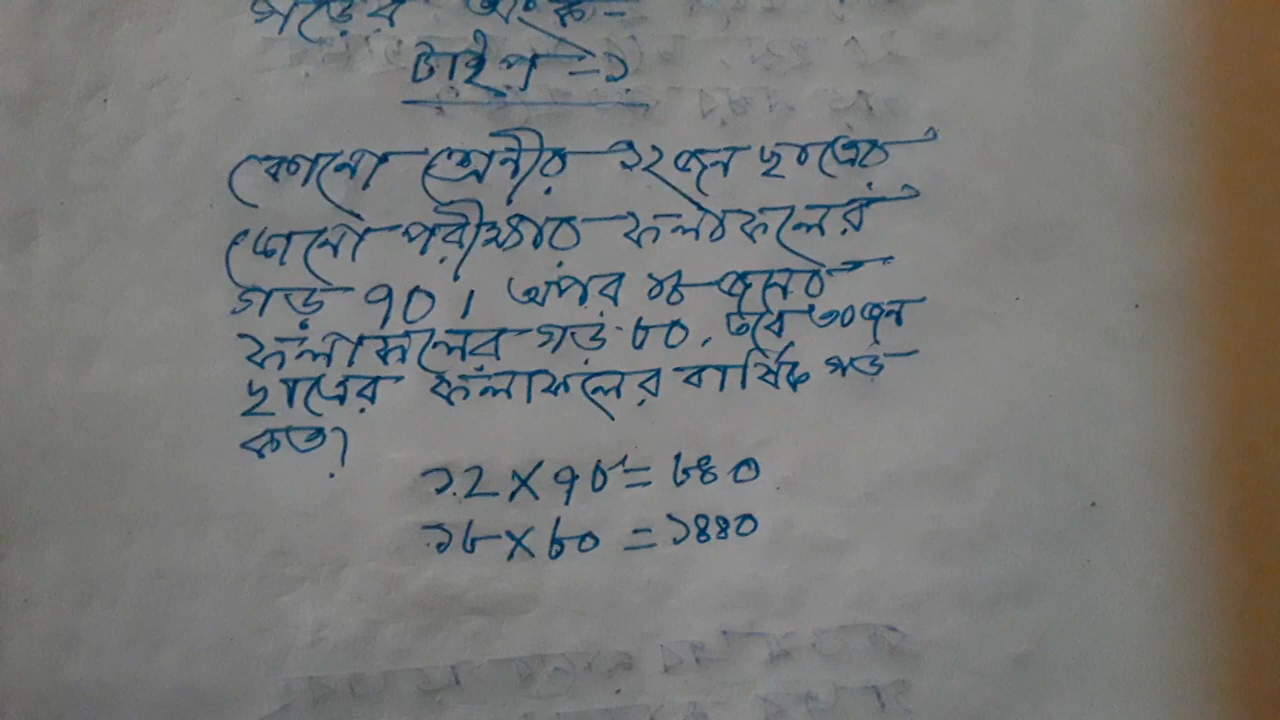 গড়ের অংক-
টাইপ -১
কোনো শ্রেনীর ১২জন ছাত্রের
কোনো পরীক্ষার ফলাফলের
গড় ৭০। অপর ১৮ জনের
ফলাফলের গড় ৮০, তবে ৩০জন
ছাত্রের ফলাফলের বার্ষিক গড়
কত?
১২ × ৭০ = ৮৪০
১৮ × ৮০ = ১৪৪০